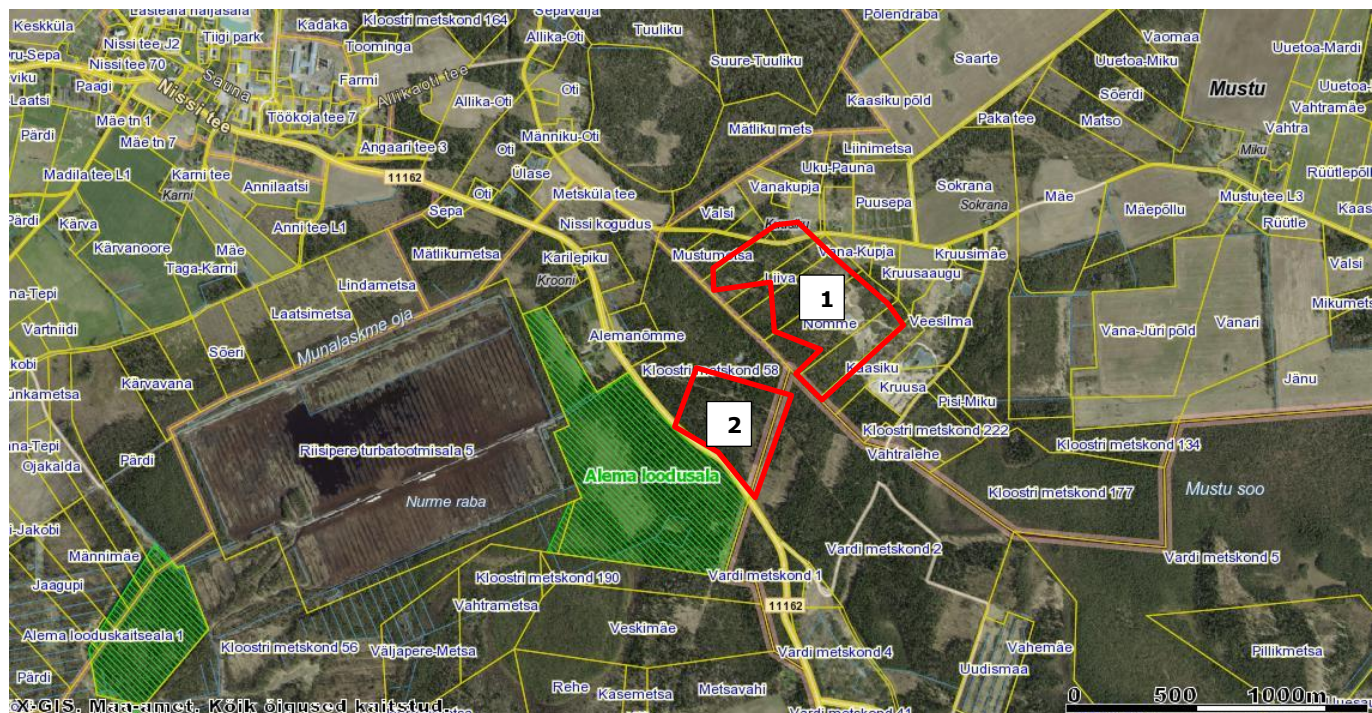 Lasteaia haljasala
Kadaka
Kloostri metskond 164
Sepavälja
Põlendraba
Keskküla
Tiigi park
Toominga
Allika-Oti
Tuuliku
Nissi tee J2
Suure-Tuuliku
Saarte
Vaomaa
Uuetoa-Mardi
Oru-Sepa
Nissi tee 70
Farmi
Uuetoa-Miku
Paagi
Sauna
Nissi tee
Allikaoti tee
Allika-Oti
Oti
Kaasiku põld
Sõerdi
Mustu
Laatsi
Mäe tn 1
Töökoja tee 7
Männiku-Oti
Mätliku mets
Paka tee
Matso
Vahtramäe
Vahtra
Pärdi
Mäe tn 7
Angaari tee 3
Oti
Liinimetsa
Miku
Madila tee L1
Karni tee
Annilaatsi
11162
Ülase
Uku-Pauna
Rüütlepõll
Karni
Oti
Metsküla tee
Vanakupja
Sokrana
Mäe
Mustu tee L3
Pärdi
Kärva
Anni tee L1
Sepa
Nissi kogudus
Valsi
Puusepa
Sokrana
Mäepõllu
Rüütle
Kärvanoore
Mäe
Mätlikumetsa
Karilepiku
Mustumetsa
Vana-Kupja
Kruusimäe
Taga-Karni
Krooni
Liiva
Kruusaaugu
Valsi
Lindametsa
1
Vartniidi
Laatsimetsa
Alemanõmme
Nõmme
Veesilma
Vana-Jüri põld
Vanari
Sõeri
Munalaskme oja
Kloostri metskond 58
Kaasiku
Jänu
Kärvavana
Kruusa
Pisi-Miku
2
Kloostri metskond 222
Kloostri metskond 134
Ojakalda
Pärdi
Riisipere turbatootmisala 5
Vahtralehe
Alema loodusala
Kloostri metskond 177
Mustu soo
Nurme raba
Männimäe
Vardi metskond 2
Vardi metskond 5
Jaagupi
Kloostri metskond 190
Vardi metskond 1
Vahtrametsa
11162
Alema looduskaitseala 1
Kloostri metskond 56
Väljapere-Metsa
Veskimäe
Vardi metskond 4
Vahemäe
Pillikmetsa
Pärdi
Uudismaa
Rehe
Kasemetsa
Metsavahi
0 500 1000m
X-GIS. Maa-amet. Kõik õigused kaitstud.